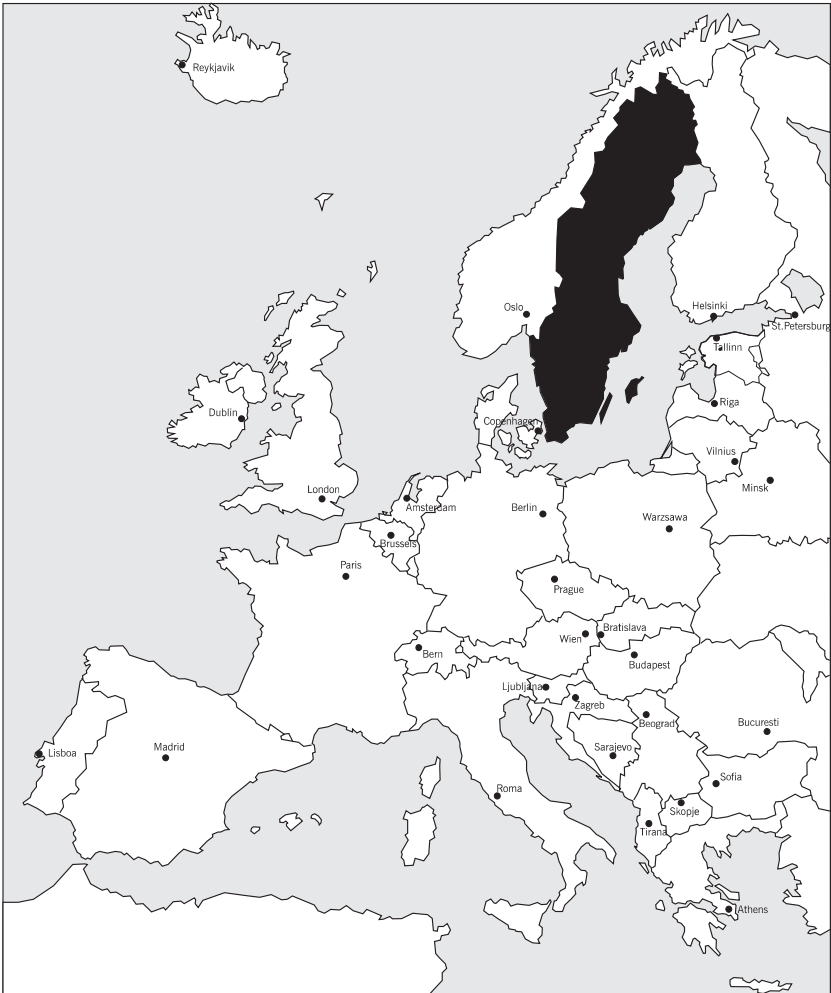 Reykjavik
Oslo
Helsinki
St.Petersburg
Tallinn
Riga
Dublin
Copenhagen
Vilnius
Minsk
London
Amsterdam
Berlin
Warzsawa
Brussels
Paris
Prague
Wien
Bratislava
Bern
Budapest
Ljubljana
Zagreb
Beograd
Bucuresti
Lisboa
Madrid
Sarajevo
Roma
Sofia
Skopje
Tirana
Athens